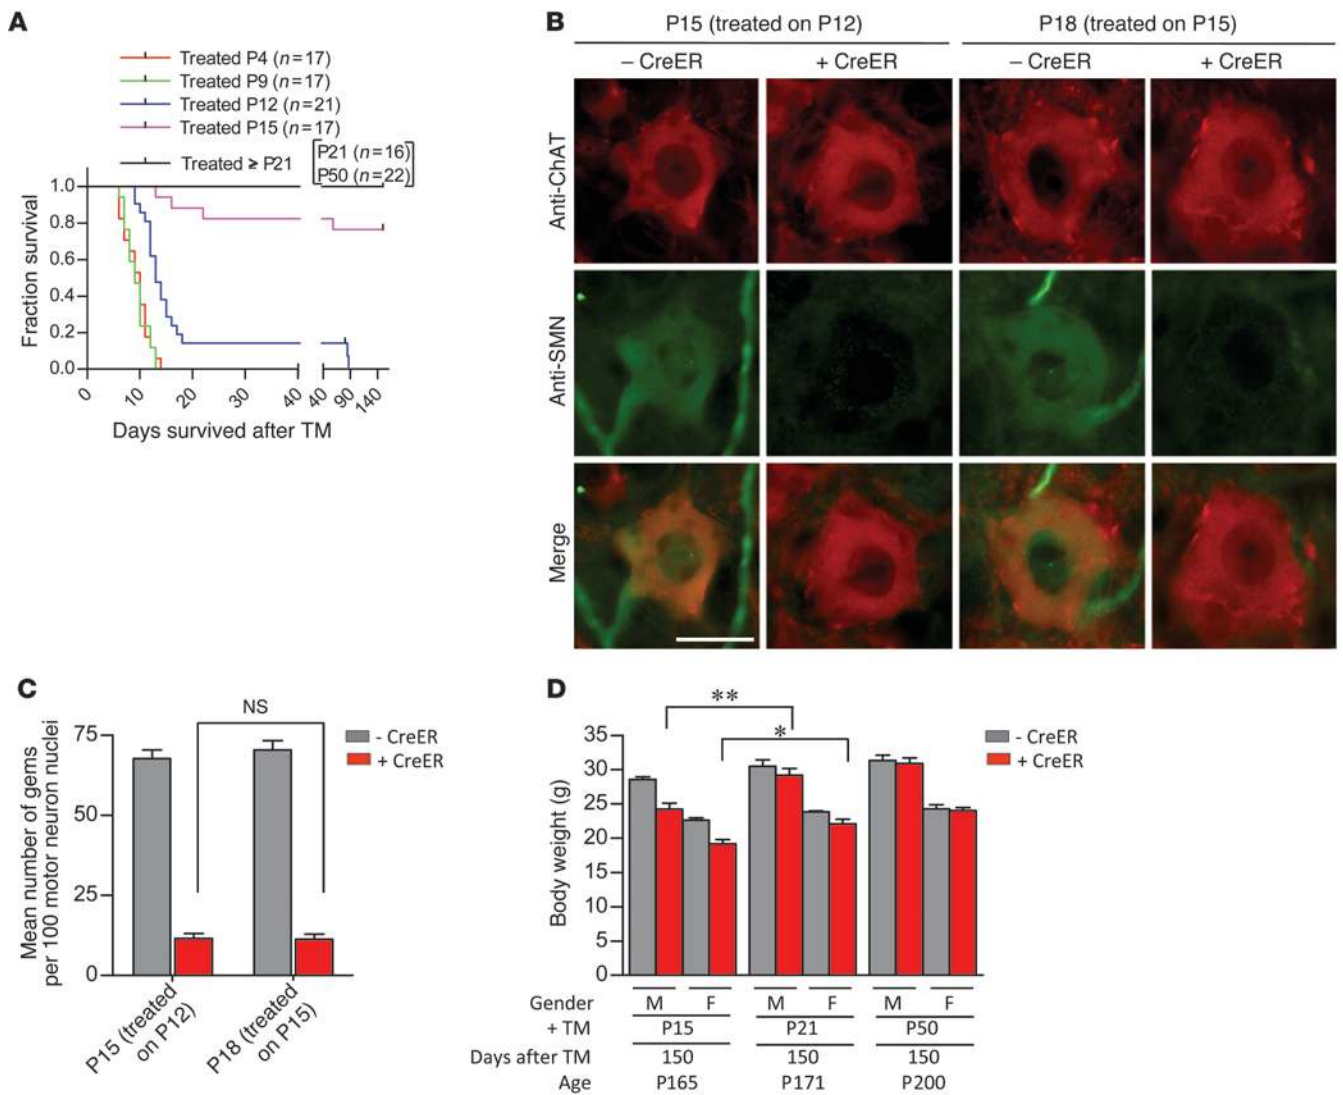 A
Treated P4 (n=17)
Treated P9 (n=17)
Treated P12 (n=21)
Treated P15 (n=17)
Treated ≥ P21
P21 (n=16)
P50 (n=22)
Fraction survival
1.0
0.8
0.6
0.4
0.2
0.0
0 10 20 30 40 40 90 140
Days survived after TM
B
P15 (treated on P12)
P18 (treated on P15)
– CreER
+ CreER
– CreER
+ CreER
Anti-ChAT
Anti-SMN
Merge
C
NS
- CreER
+ CreER
Mean number of gems
per 100 motor neuron nuclei
75
50
25
0
P15 (treated
on P12)
P18 (treated
on P15)
D
**
*
- CreER
+ CreER
Body weight (g)
35
30
25
20
15
10
5
0
Gender M F M F M F
+ TM P15 P21 P50
Days after TM 150 150 150
Age P165 P171 P200